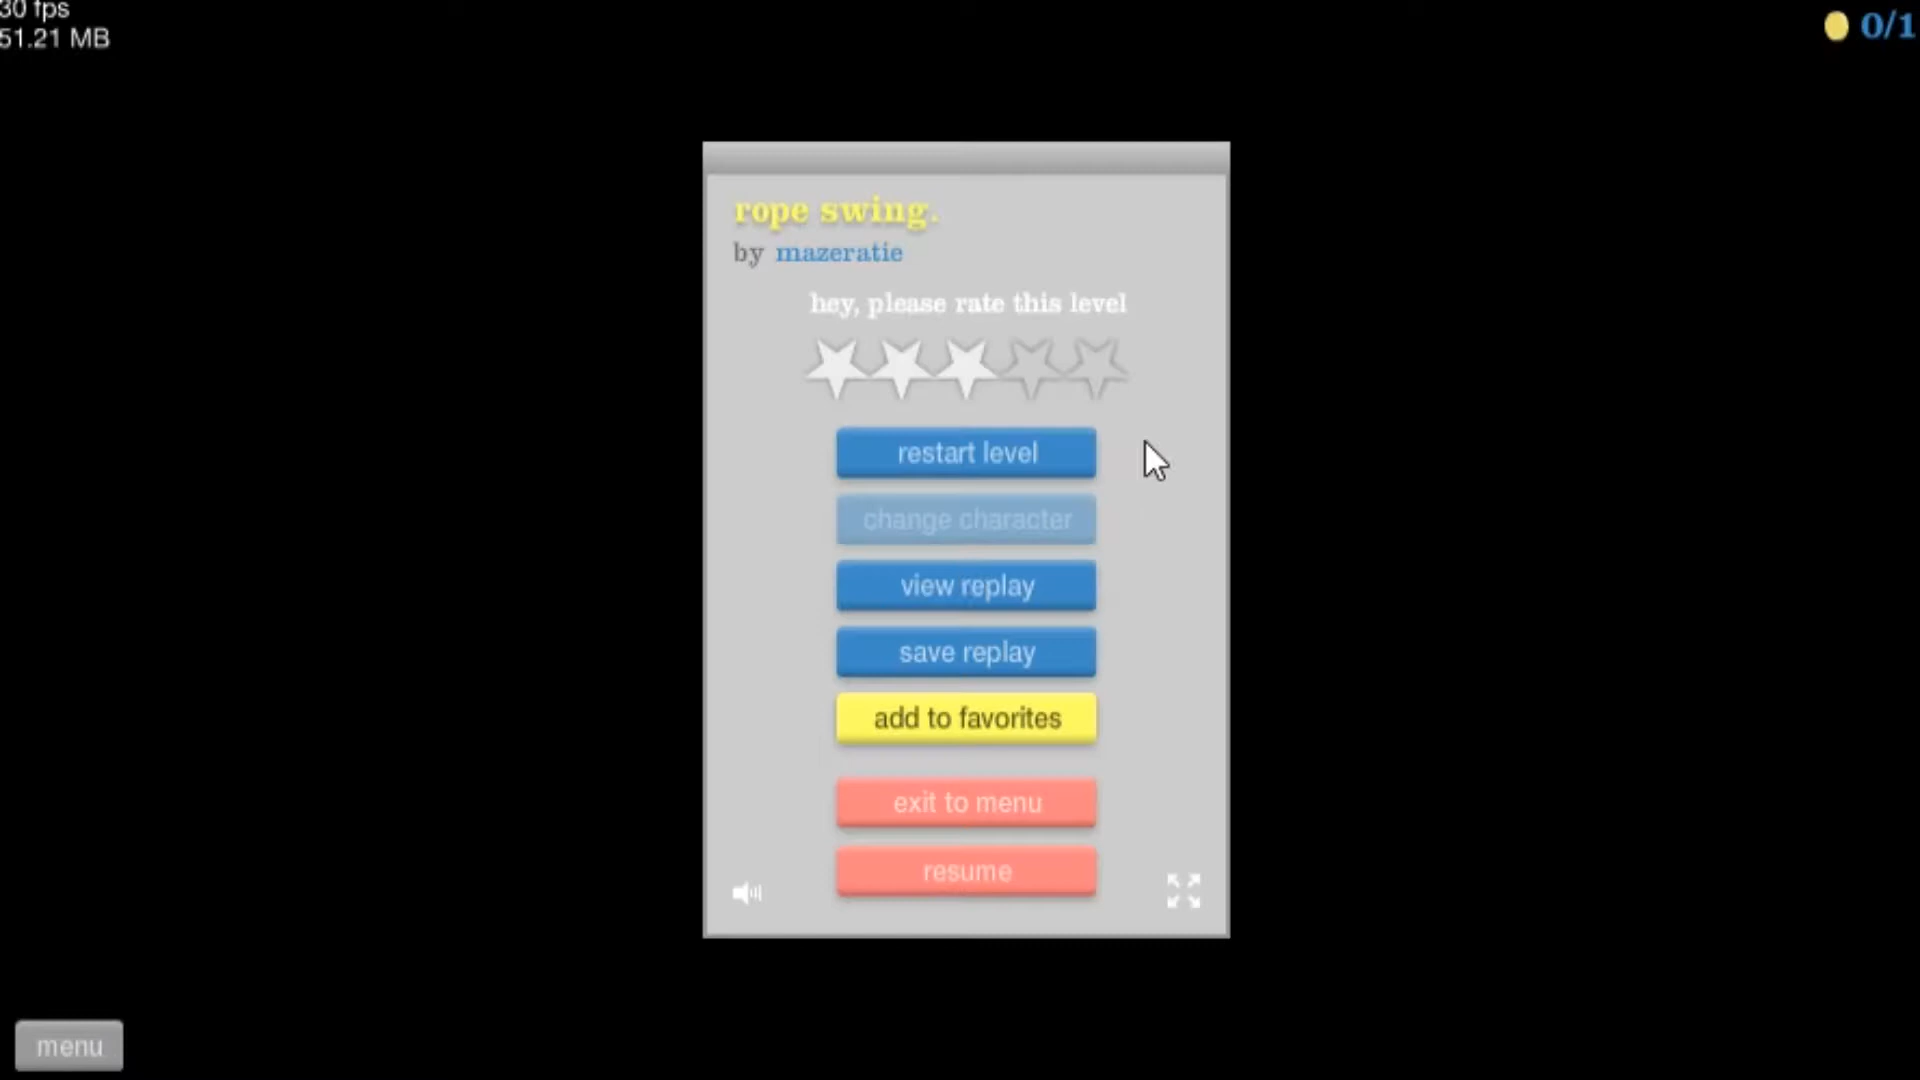 30 fps
51.21 MB
0/1
rope swing.
by mazeratie
hey, please rate this level
restart level
change character
view replay
save replay
add to favorites
exit to menu
resume
menu